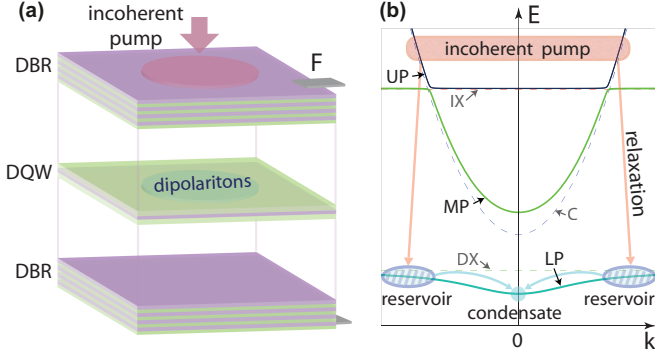 (a)
incoherent
pump
DBR
F
DQW
dipolaritons
DBR
(b)
E
incoherent pump
UP
IX
relaxation
MP
C
DX
LP
reservoir
reservoir
condensate
0
k